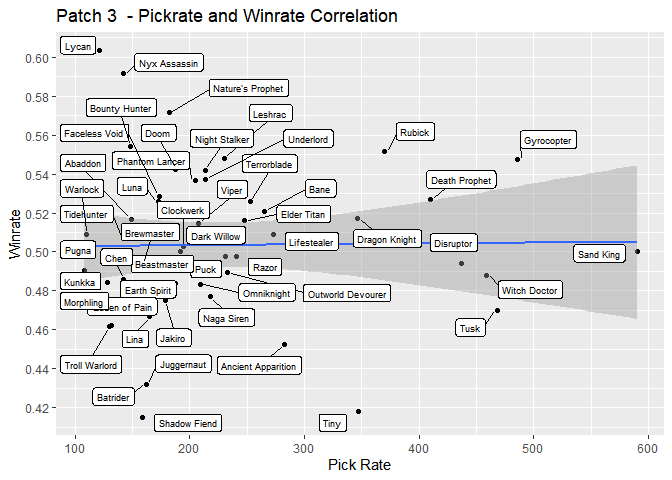 Patch 3  - Pickrate and Winrate Correlation
Lycan
Nyx Assassin
Nature's Prophet
Bounty Hunter
Leshrac
Faceless Void
Doom
Night Stalker
Underlord
Rubick
Gyrocopter
Abaddon
Phantom Lancer
Terrorblade
Warlock
Luna
Viper
Bane
Death Prophet
Tidehunter
Clockwerk
Elder Titan
Brewmaster
Dark Willow
Lifestealer
Dragon Knight
Disruptor
Pugna
Chen
Beastmaster
Puck
Razor
Sand King
Kunkka
Earth Spirit
Omniknight
Outworld Devourer
Witch Doctor
Morphling
of Pain
Naga Siren
Tusk
Lina
Jakiro
Troll Warlord
Juggernaut
Ancient Apparition
Batrider
Shadow Fiend
Tiny
0.60
0.58
0.56
0.54
0.52
0.50
0.48
0.46
0.44
0.42
Winrate
100 200 300 400 500 600
Pick Rate